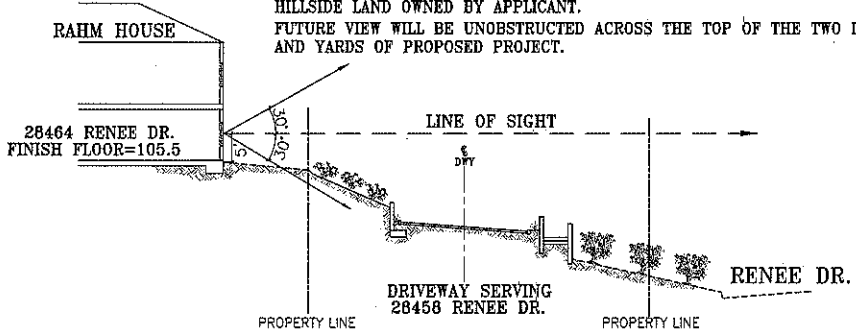 HILLSIDE LAND OWNED BY APPLICANT.
FUTURE VIEW WILL BE UNOBSTRUCTED ACROSS THE TOP OF THE TWO
AND YARDS OF PROPOSED PROJECT.
RAHM HOUSE
LINE OF SIGHT
28464 RENEE DR.
FINISH FLOOR=105.5
30°
30°
5'
℄
DWY
RENEE DR.
DRIVEWAY SERVING
28458 RENEE DR.
PROPERTY LINE
PROPERTY LINE